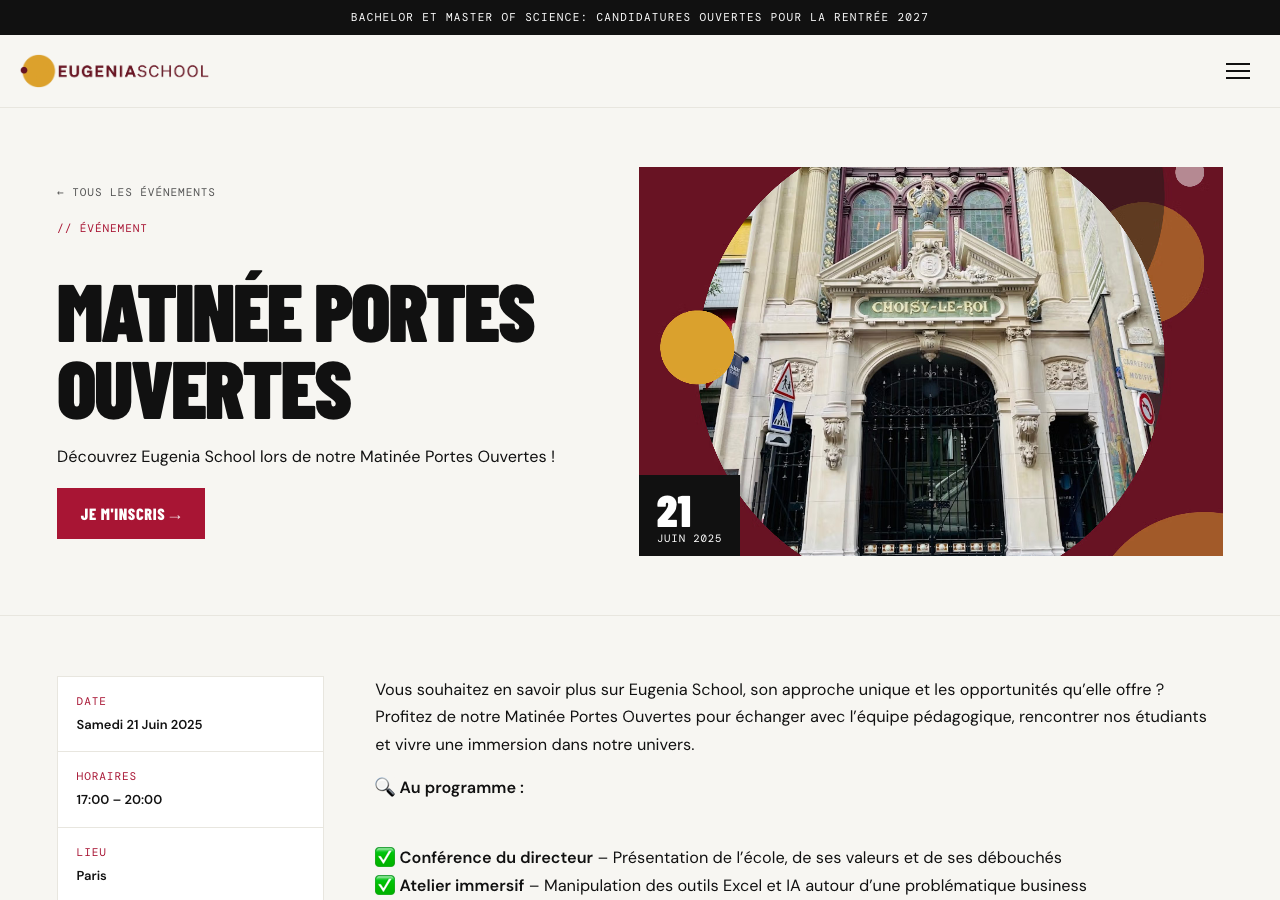 BACHELOR ET MASTER OF SCIENCE: CANDIDATURES OUVERTES POUR LA RENTRÉE 2027
EUGENIASCHOOL
← TOUS LES ÉVÉNEMENTS
// ÉVÉNEMENT
MATINÉE PORTES
OUVERTES
Découvrez Eugenia School lors de notre Matinée Portes Ouvertes !
JE M'INSCRIS →
CHOISY-LE-ROI
21
JUIN 2025
DATE
Samedi 21 Juin 2025
HORAIRES
17:00 – 20:00
LIEU
Paris
Vous souhaitez en savoir plus sur Eugenia School, son approche unique et les opportunités qu’elle offre ?
Profitez de notre Matinée Portes Ouvertes pour échanger avec l’équipe pédagogique, rencontrer nos étudiants
et vivre une immersion dans notre univers.
🔍 Au programme :
✅ Conférence du directeur – Présentation de l’école, de ses valeurs et de ses débouchés
✅ Atelier immersif – Manipulation des outils Excel et IA autour d’une problématique business